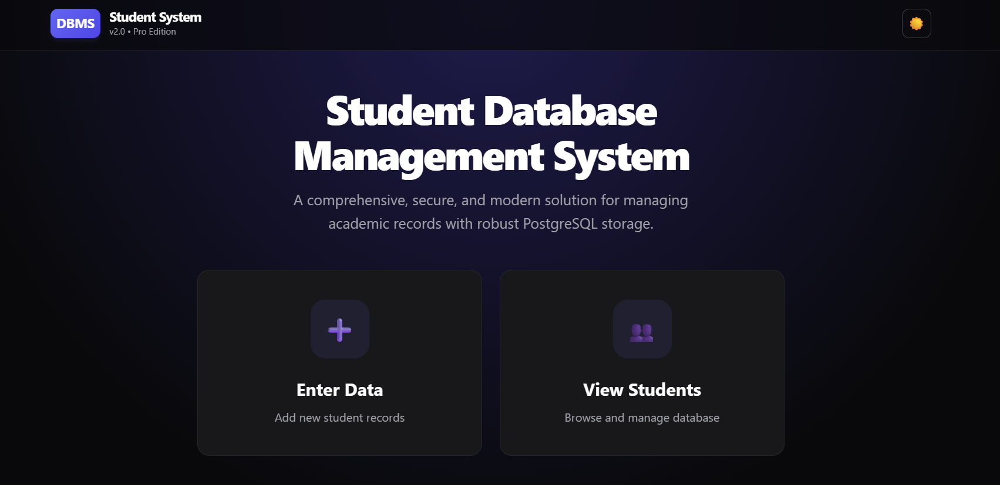 DBMS
Student System
v2.0 • Pro Edition
Student Database
Management System
A comprehensive, secure, and modern solution for managing
academic records with robust PostgreSQL storage.
Enter Data
Add new student records
View Students
Browse and manage database